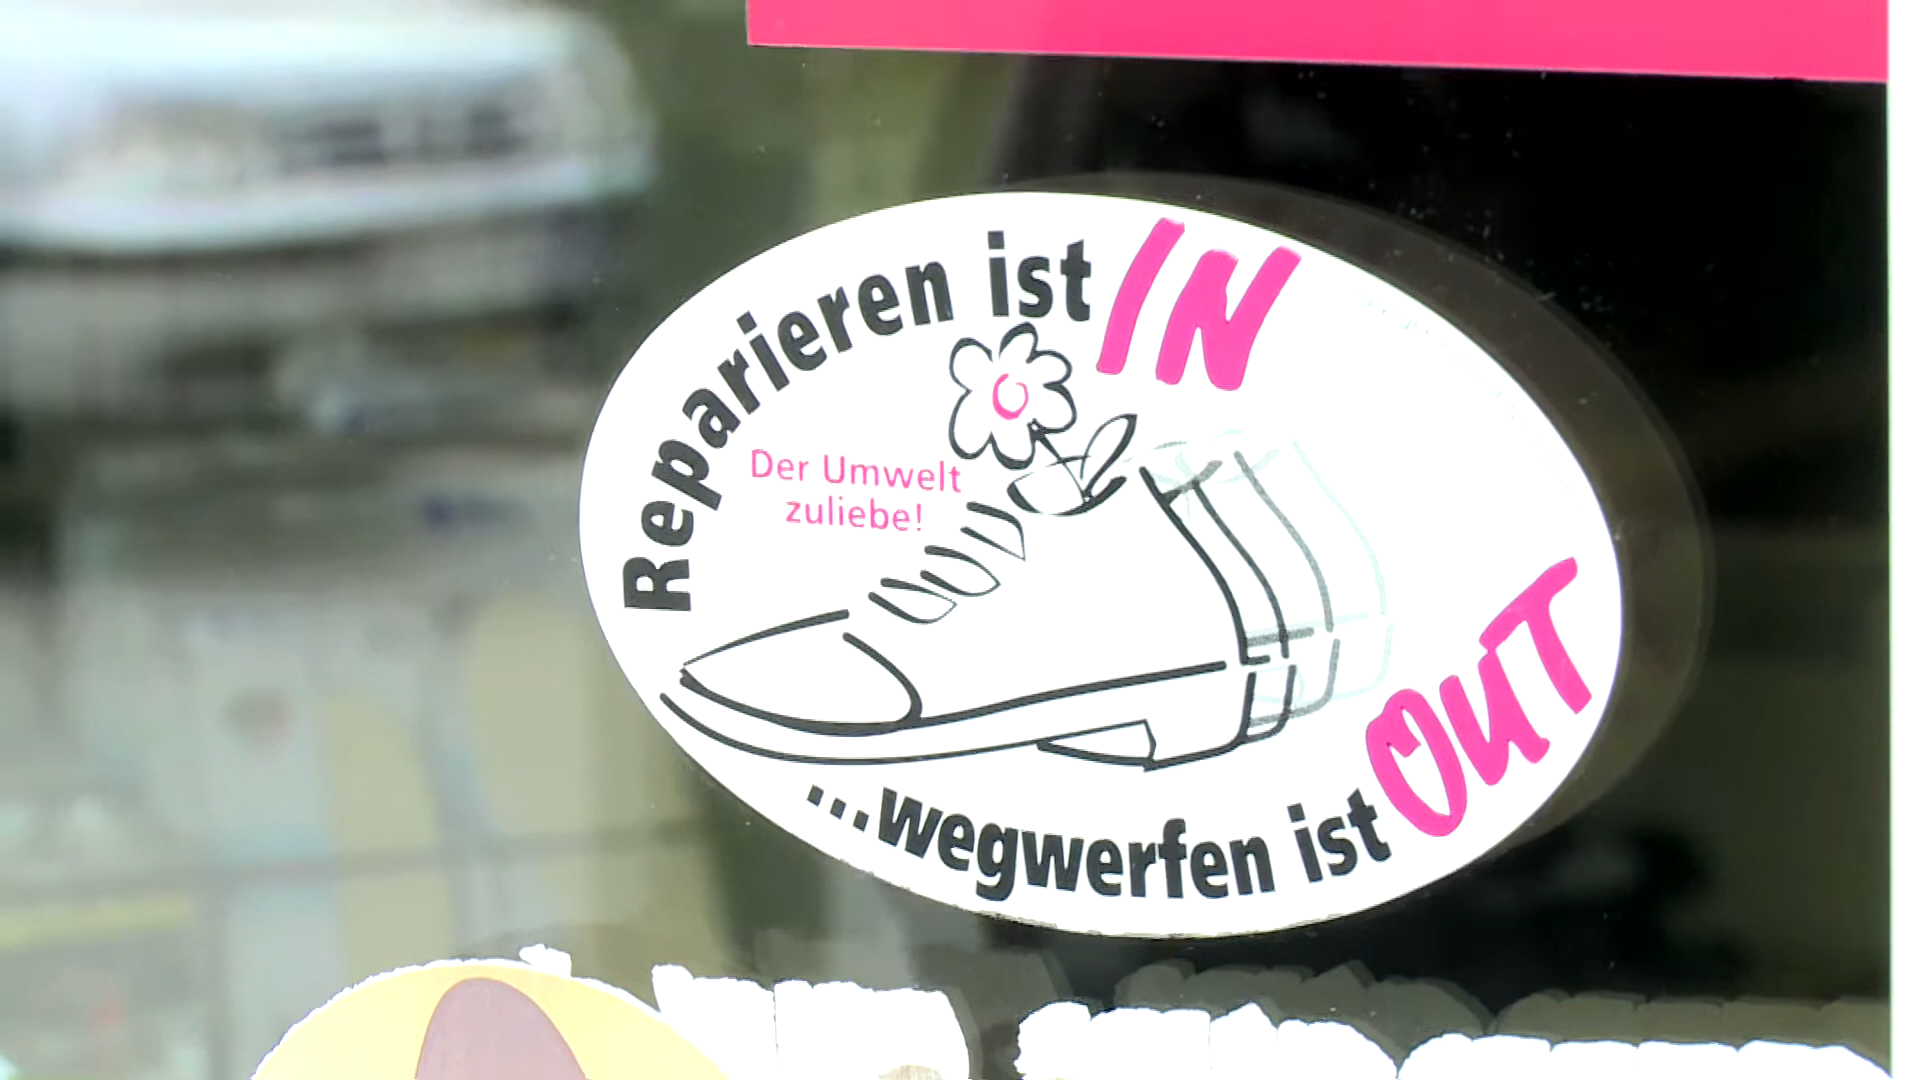 Reparieren ist IN
Der Umwelt
zuliebe!
...wegwerfen ist OUT